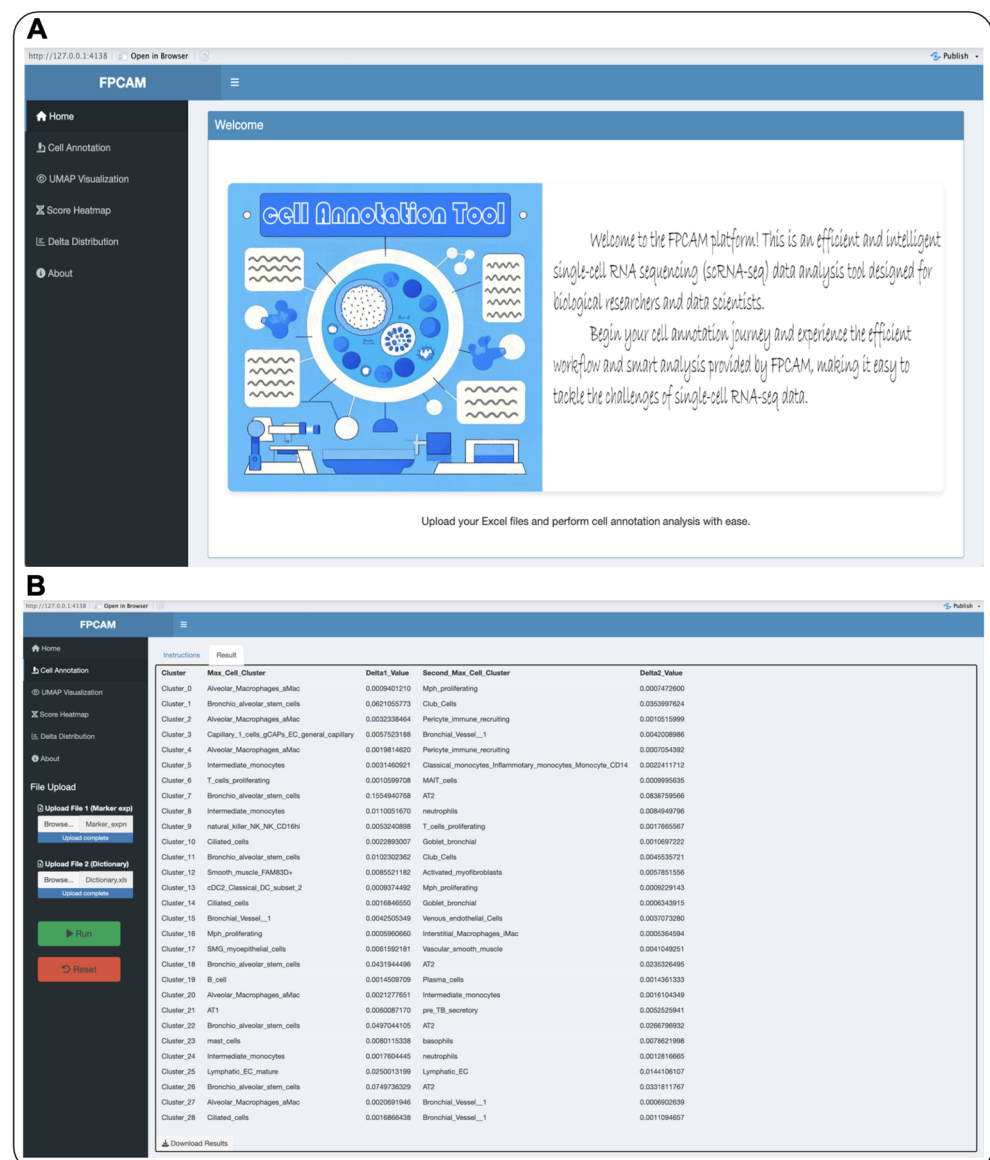 A
http://127.0.0.1:4138 Open in Browser Publish
FPCAM
Home
Cell Annotation
UMAP Visualization
Score Heatmap
Delta Distribution
About
Welcome
cell Annotation Tool
Welcome to the FPCAM platform! This is an efficient and intelligent
single-cell RNA sequencing (scRNA-seq) data analysis tool designed for
biological researchers and data scientists.
Begin your cell annotation journey and experience the efficient
workflow and smart analysis provided by FPCAM, making it easy to
tackle the challenges of single-cell RNA-seq data.
Upload your Excel files and perform cell annotation analysis with ease.
B
http://127.0.0.1:4138 Open in Browser Publish
FPCAM
Home
Cell Annotation
UMAP Visualization
Score Heatmap
Delta Distribution
About
File Upload
Upload File 1 (Marker exp)
Browse... Marker_expn
Upload complete
Upload File 2 (Dictionary)
Browse... Dictionary.xls
Upload complete
Run
Reset
Instructions Result
Cluster Max_Cell_Cluster Delta1_Value Second_Max_Cell_Cluster Delta2_Value
Cluster_0 Alveolar_Macrophages_aMac 0.0009401210 Mph_proliferating 0.0007472600
Cluster_1 Bronchio_alveolar_stem_cells 0.0621055773 Club_Cells 0.0353997624
Cluster_2 Alveolar_Macrophages_aMac 0.0032338464 Pericyte_immune_recruiting 0.0010515999
Cluster_3 Capillary_1_cells_gCAPs_EC_general_capillary 0.0057523188 Bronchial_Vessel__1 0.0042008986
Cluster_4 Alveolar_Macrophages_aMac 0.0019814620 Pericyte_immune_recruiting 0.0007054392
Cluster_5 Intermediate_monocytes 0.0031460921 Classical_monocytes_Inflammotary_monocytes_Monocyte_CD14 0.0022411712
Cluster_6 T_cells_proliferating 0.0010599708 MAIT_cells 0.0009995635
Cluster_7 Bronchio_alveolar_stem_cells 0.1554940768 AT2 0.0838759566
Cluster_8 Intermediate_monocytes 0.0110051670 neutrophils 0.0084949796
Cluster_9 natural_killer_NK_NK_CD16hi 0.0053240898 T_cells_proliferating 0.0017665567
Cluster_10 Ciliated_cells 0.0022893007 Goblet_bronchial 0.0010697222
Cluster_11 Bronchio_alveolar_stem_cells 0.0102302362 Club_Cells 0.0045535721
Cluster_12 Smooth_muscle_FAM83D+ 0.0085521182 Activated_myofibroblasts 0.0057851556
Cluster_13 cDC2_Classical_DC_subset_2 0.0009374492 Mph_proliferating 0.0009229143
Cluster_14 Ciliated_cells 0.0016846550 Goblet_bronchial 0.0006343915
Cluster_15 Bronchial_Vessel__1 0.0042505349 Venous_endothelial_Cells 0.0037073280
Cluster_16 Mph_proliferating 0.0005960660 Interstitial_Macrophages_iMac 0.0005364594
Cluster_17 SMG_myoepithelial_cells 0.0061592181 Vascular_smooth_muscle 0.0041049251
Cluster_18 Bronchio_alveolar_stem_cells 0.0431944496 AT2 0.0235326495
Cluster_19 B_cell 0.0014509709 Plasma_cells 0.0014361333
Cluster_20 Alveolar_Macrophages_aMac 0.0021277651 Intermediate_monocytes 0.0016104349
Cluster_21 AT1 0.0060087170 pre_TB_secretory 0.0052525941
Cluster_22 Bronchio_alveolar_stem_cells 0.0497044105 AT2 0.0266796932
Cluster_23 mast_cells 0.0080115338 basophils 0.0078621998
Cluster_24 Intermediate_monocytes 0.0017604445 neutrophils 0.0012816665
Cluster_25 Lymphatic_EC_mature 0.0250013199 Lymphatic_EC 0.0144106107
Cluster_26 Bronchio_alveolar_stem_cells 0.0749736329 AT2 0.0331811767
Cluster_27 Alveolar_Macrophages_aMac 0.0020691946 Bronchial_Vessel__1 0.0006902639
Cluster_28 Ciliated_cells 0.0016866438 Bronchial_Vessel__1 0.0011094657
Download Results